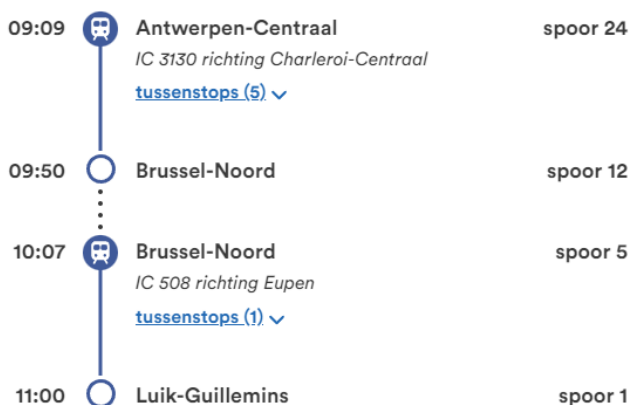 09:09 Antwerpen-Centraal spoor 24
IC 3130 richting Charleroi-Centraal
tussenstops (5)
09:50 Brussel-Noord spoor 12
10:07 Brussel-Noord spoor 5
IC 508 richting Eupen
tussenstops (1)
11:00 Luik-Guillemins spoor 1